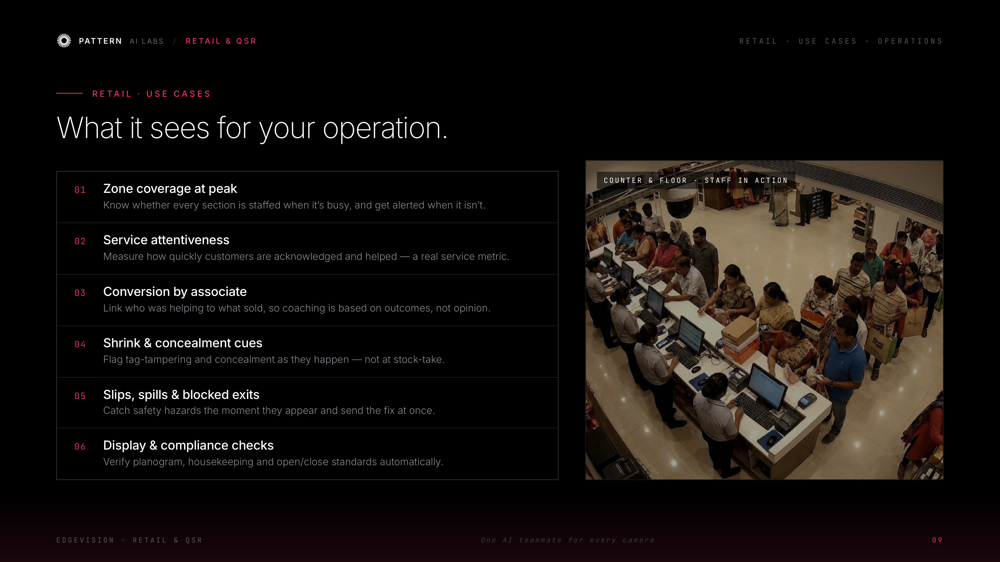 PATTERN AI LABS / RETAIL & QSR
RETAIL · USE CASES · OPERATIONS
RETAIL · USE CASES
What it sees for your operation.
01 Zone coverage at peak
Know whether every section is staffed when it’s busy, and get alerted when it isn’t.
02 Service attentiveness
Measure how quickly customers are acknowledged and helped — a real service metric.
03 Conversion by associate
Link who was helping to what sold, so coaching is based on outcomes, not opinion.
04 Shrink & concealment cues
Flag tag-tampering and concealment as they happen — not at stock-take.
05 Slips, spills & blocked exits
Catch safety hazards the moment they appear and send the fix at once.
06 Display & compliance checks
Verify planogram, housekeeping and open/close standards automatically.
COUNTER & FLOOR · STAFF IN ACTION
EDGEVISION · RETAIL & QSR
One AI teammate for every camera
09